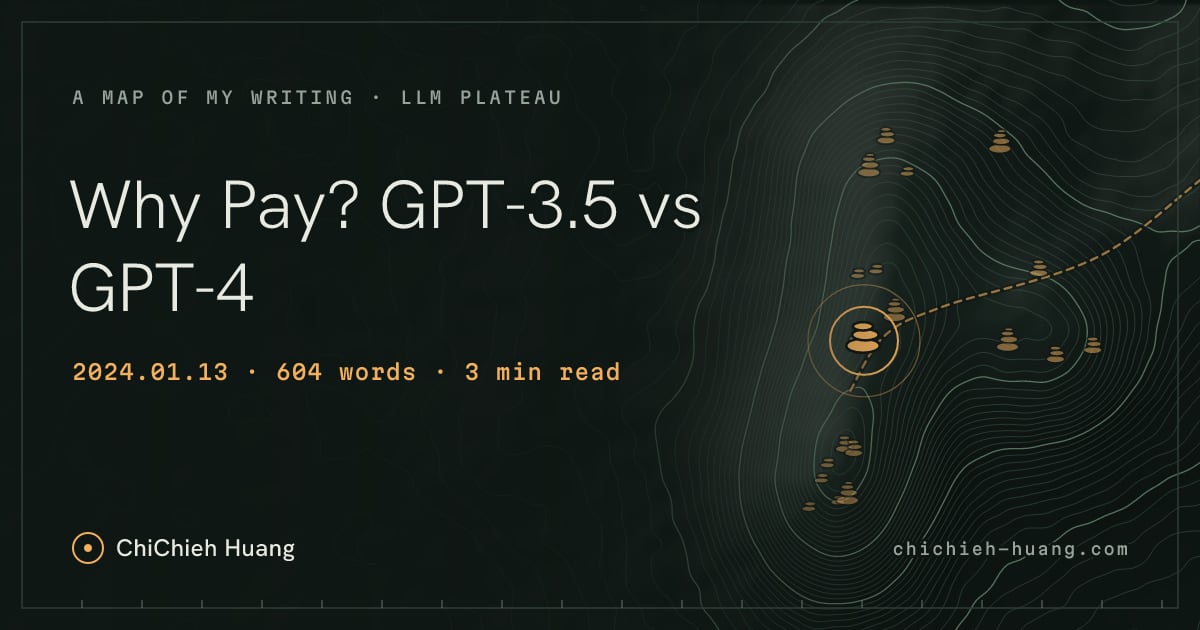 A MAP OF MY WRITING · LLM PLATEAU
Why Pay? GPT-3.5 vs
GPT-4
2024.01.13 · 604 words · 3 min read
ChiChieh Huang
chichieh-huang.com